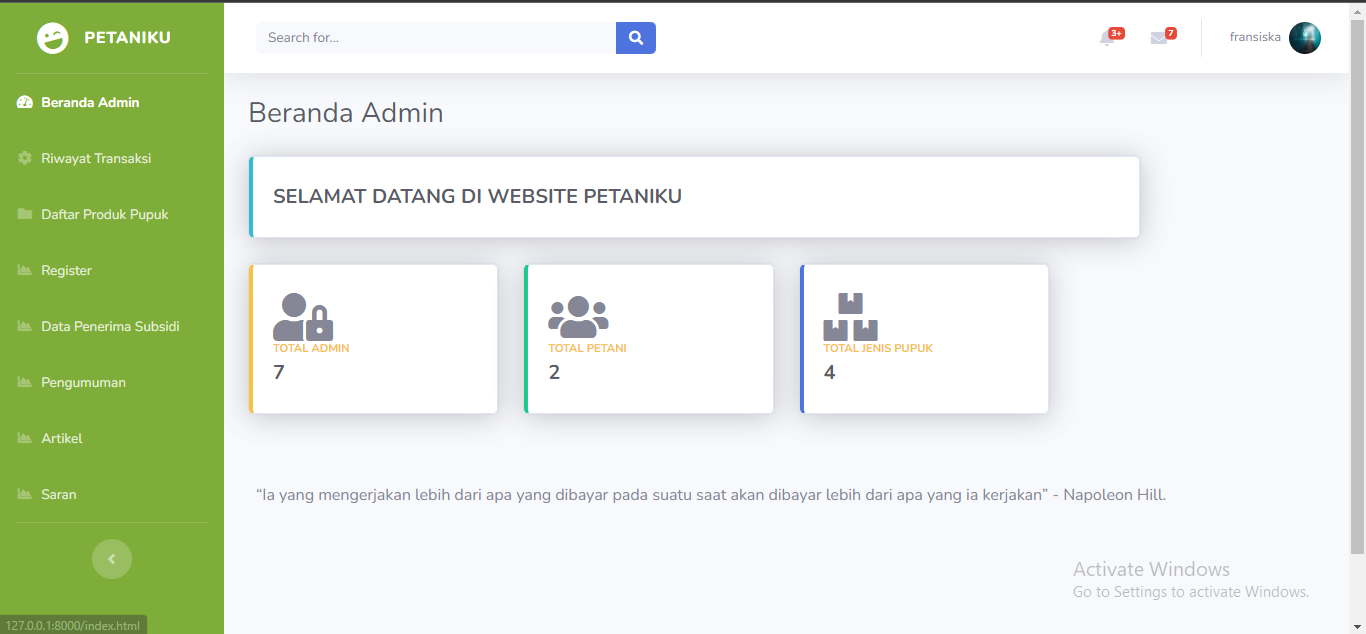 PETANIKU
Search for...
3+
7
fransiska
Beranda Admin
Riwayat Transaksi
Daftar Produk Pupuk
Register
Data Penerima Subsidi
Pengumuman
Artikel
Saran
Beranda Admin
SELAMAT DATANG DI WEBSITE PETANIKU
TOTAL ADMIN
7
TOTAL PETANI
2
TOTAL JENIS PUPUK
4
“Ia yang mengerjakan lebih dari apa yang dibayar pada suatu saat akan dibayar lebih dari apa yang ia kerjakan” - Napoleon Hill.
Activate Windows
Go to Settings to activate Windows.
127.0.0.1:8000/index.html